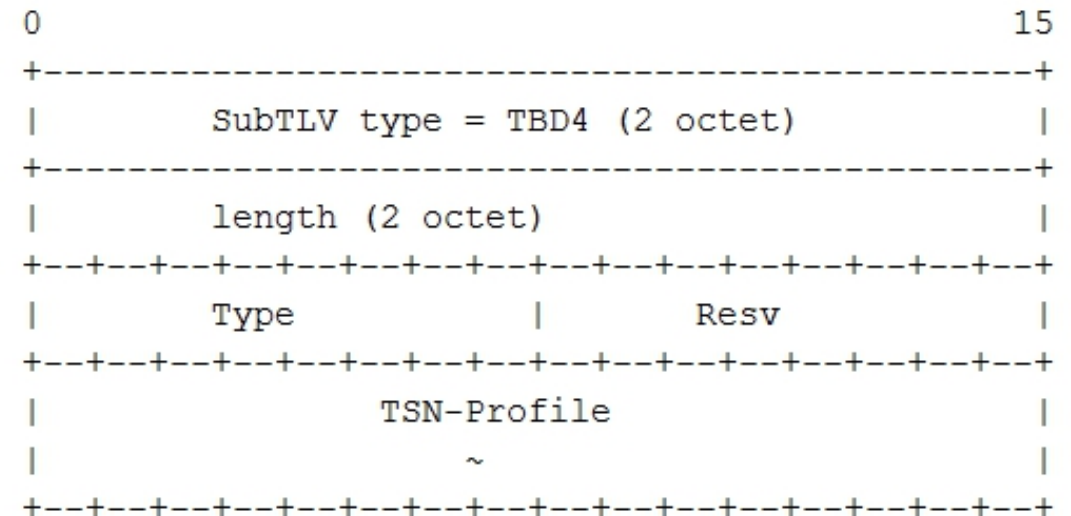 0                                              15
+-----------------------------------------------+
|        SubTLV type = TBD4 (2 octet)           |
+-----------------------------------------------+
|        length (2 octet)                       |
+--+--+--+--+--+--+--+--+--+--+--+--+--+--+--+--+
|        Type           |       Resv            |
+--+--+--+--+--+--+--+--+--+--+--+--+--+--+--+--+
|                TSN-Profile                    |
|                    ~                          |
+--+--+--+--+--+--+--+--+--+--+--+--+--+--+--+--+